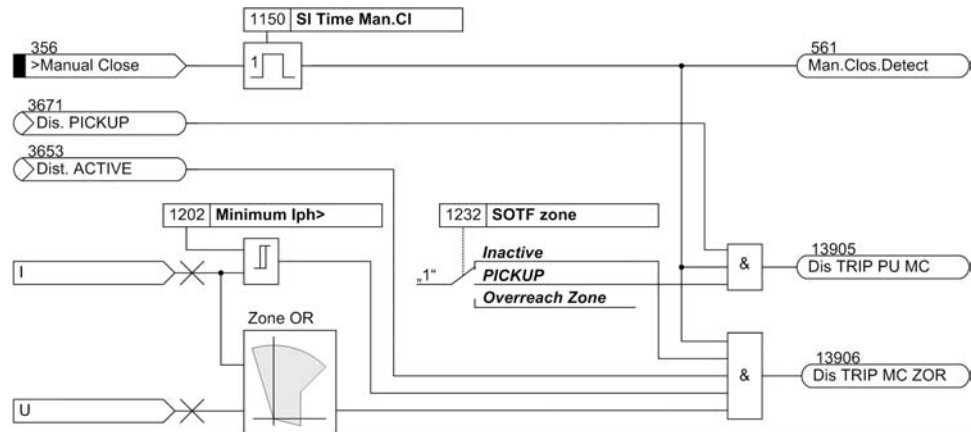 1150 SI Time Man.Cl
356
>Manual Close
1
561
Man.Clos.Detect
3671
Dis. PICKUP
3653
Dist. ACTIVE
1202 Minimum Iph>
1232 SOTF zone
Inactive
„1“ PICKUP
Overreach Zone
&
13905
Dis TRIP PU MC
I
Zone OR
&
13906
Dis TRIP MC ZOR
U